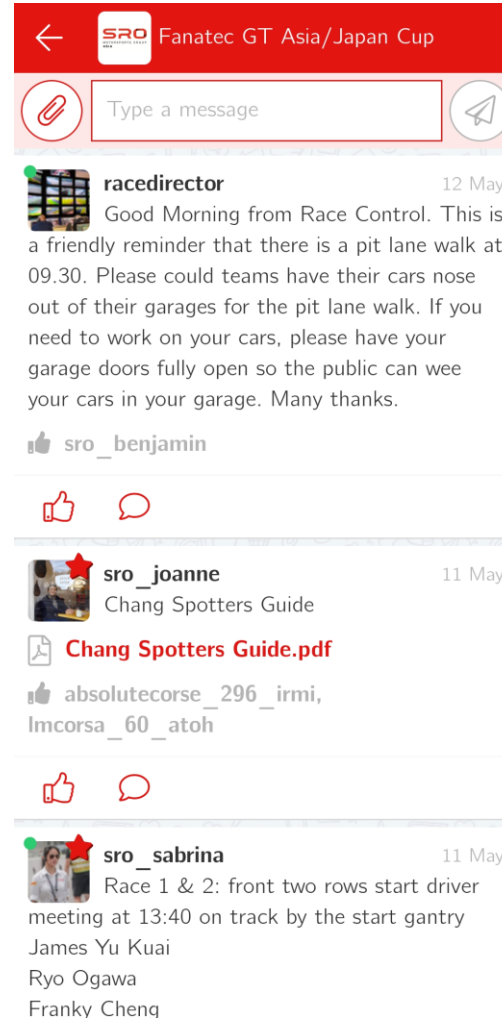 SRO
MOTORSPORTS GROUP
ASIA
Fanatec GT Asia/Japan Cup
Type a message
racedirector
12 May
Good Morning from Race Control. This is
a friendly reminder that there is a pit lane walk at
09.30. Please could teams have their cars nose
out of their garages for the pit lane walk. If you
need to work on your cars, please have your
garage doors fully open so the public can wee
your cars in your garage. Many thanks.
sro_benjamin
sro_joanne
11 May
Chang Spotters Guide
Chang Spotters Guide.pdf
absolutecorse_296_irmi,
lmcorsa_60_atoh
sro_sabrina
11 May
Race 1 & 2: front two rows start driver
meeting at 13:40 on track by the start gantry
James Yu Kuai
Ryo Ogawa
Franky Cheng